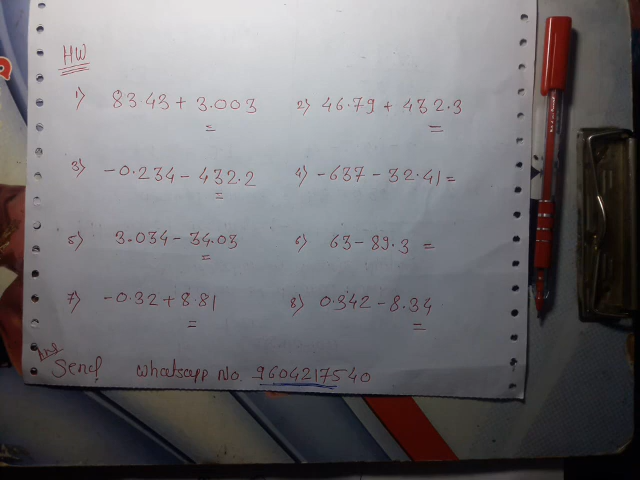 HW
1) 83.43 + 3.003 = 2) 46.79 + 432.3 =
3) -0.234 - 432.2 = 4) -637 - 32.41 =
5) 3.034 - 34.03 = 6) 63 - 89.3 =
7) -0.32 + 8.81 = 8) 0.342 - 8.34 =
Send whatsapp No. 9604217540